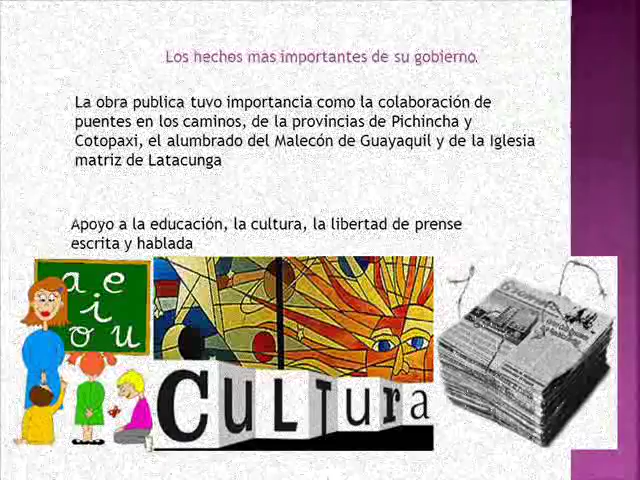 Los hechos mas importantes de su gobierno.
La obra publica tuvo importancia como la colaboración de
puentes en los caminos, de la provincias de Pichincha y
Cotopaxi, el alumbrado del Malecón de Guayaquil y de la Iglesia
matriz de Latacunga
Apoyo a la educación, la cultura, la libertad de prense
escrita y hablada
a e
i
o u
CuLTura